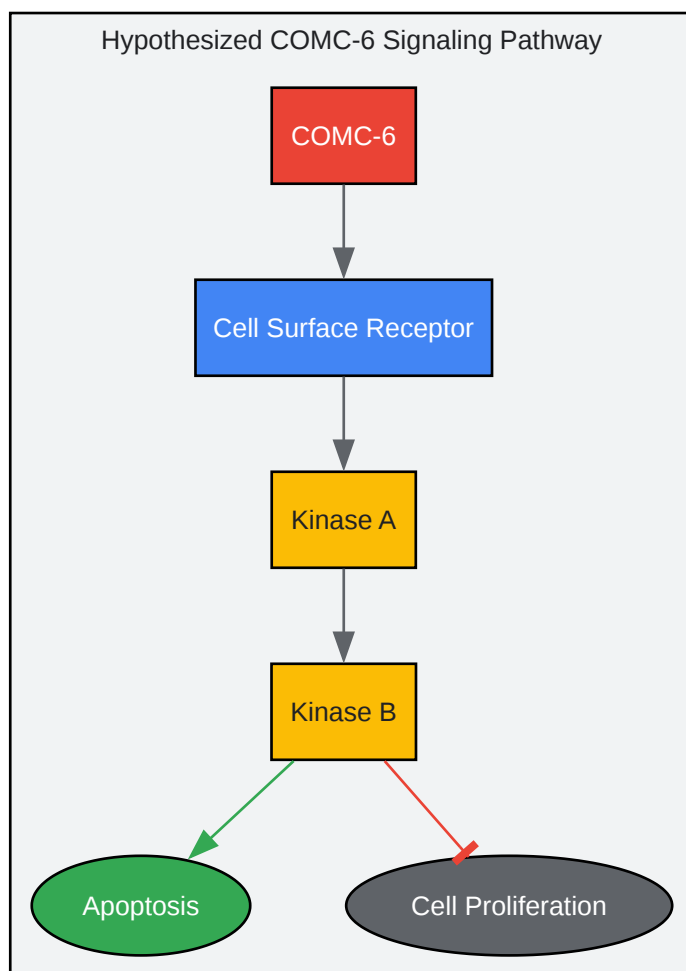 Hypothesized COMC-6 Signaling Pathway
COMC-6
Cell Surface Receptor
Kinase A
Kinase B
Apoptosis
Cell Proliferation